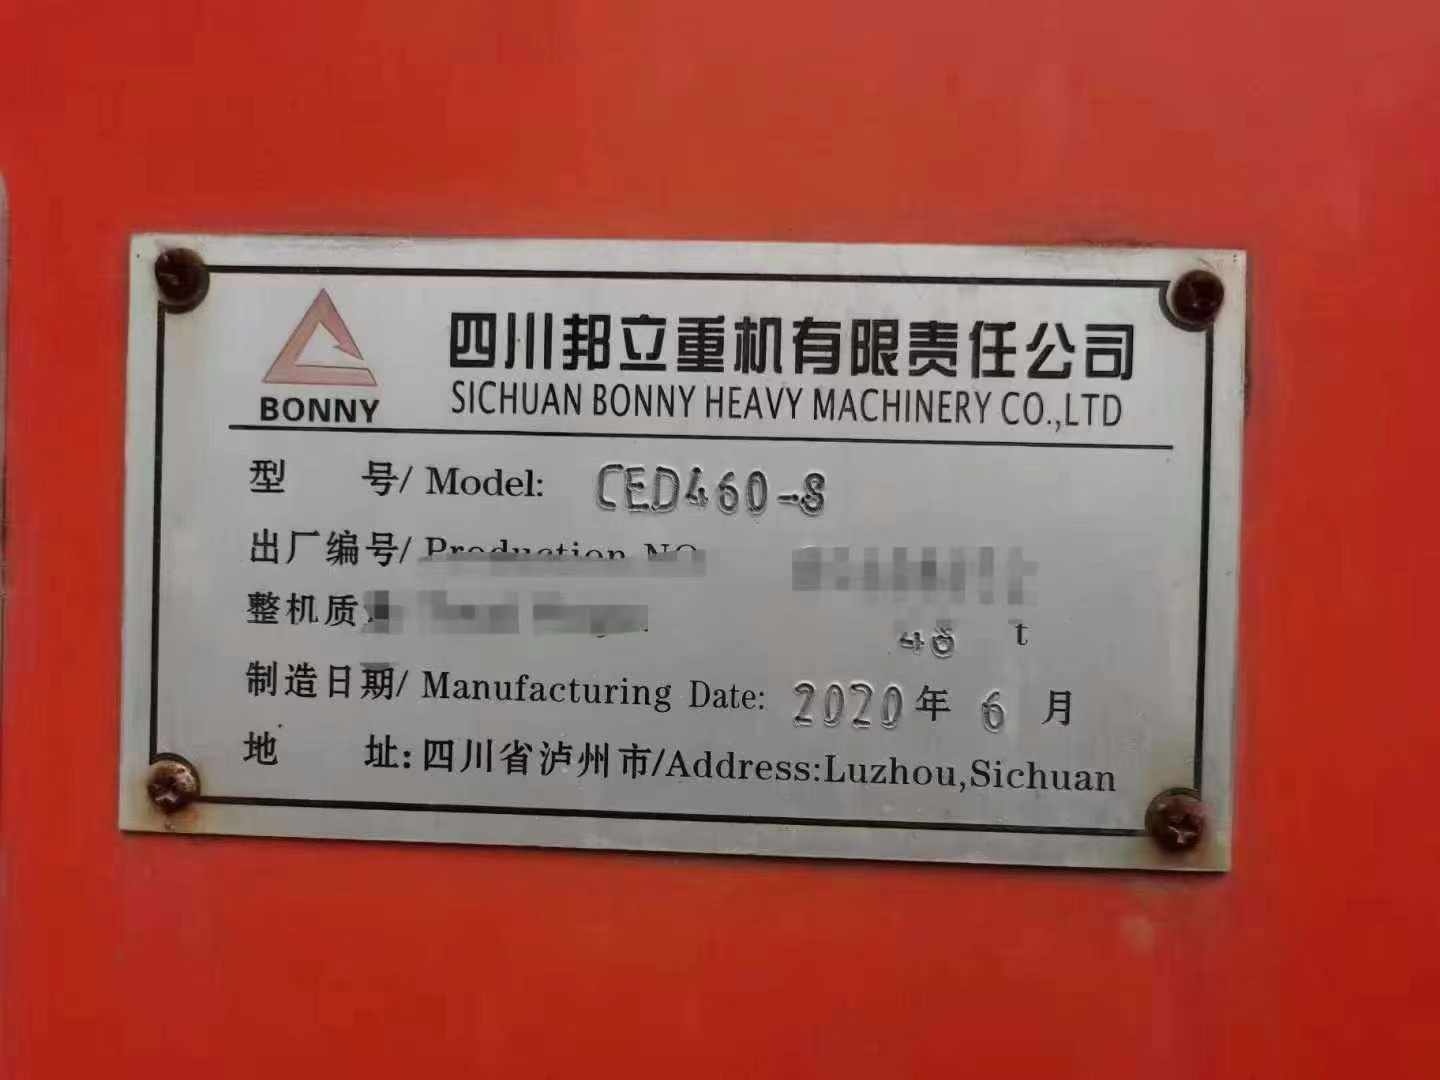 四川邦立重机有限责任公司
BONNY
SICHUAN BONNY HEAVY MACHINERY CO.,LTD
型 号/ Model: CED460-8
出厂编号/ Production NO
整机质 t
制造日期/ Manufacturing Date: 2020年 6 月
地 址:四川省泸州市/Address:Luzhou,Sichuan